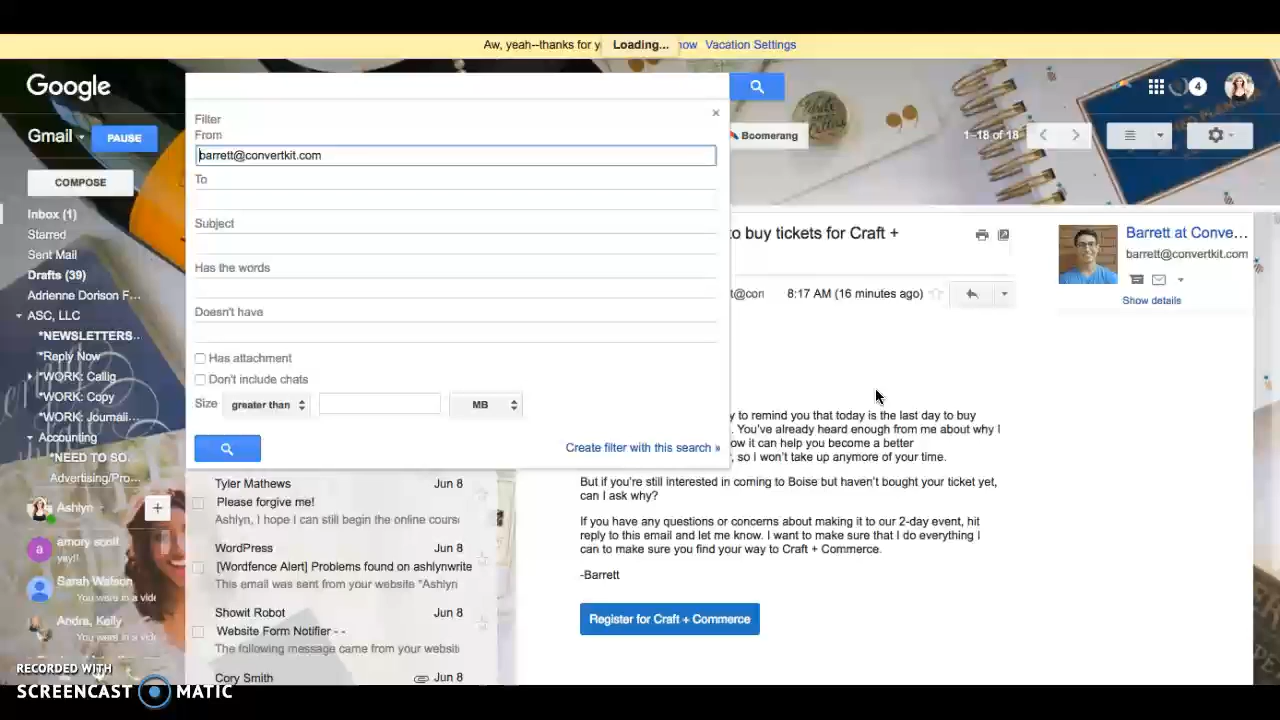 Aw, yeah--thanks for y
Loading...
now Vacation Settings
Google
4
Gmail
PAUSE
Boomerang
1–18 of 18
COMPOSE
Inbox (1)
Starred
Sent Mail
Drafts (39)
Adrienne Dorison F...
ASC, LLC
*NEWSLETTERS..
*Reply Now
*WORK: Callig
*WORK: Copy
*WORK: Journali...
Accounting
*NEED TO SO..
Advertising/Pro...
Ashlyn
+
a
amory scott
yay!!
Sarah Watson
You were in a vide
Andra, Kelly
You were in a vide
Filter
×
From
barrett@convertkit.com
To
Subject
Has the words
Doesn't have
Has attachment
Don't include chats
Size
greater than
MB
Create filter with this search »
Tyler Mathews
Jun 8
Please forgive me!
Ashlyn, I hope I can still begin the online course
WordPress
Jun 8
[Wordfence Alert] Problems found on ashlynwrite
This email was sent from your website "Ashlyn
Showit Robot
Jun 8
Website Form Notifier - -
The following message came from your websit
Cory Smith
Jun 8
to buy tickets for Craft +
t@con
8:17 AM (16 minutes ago)
Barrett at Conve...
barrett@convertkit.com
Show details
y to remind you that today is the last day to buy
. You've already heard enough from me about why I
ow it can help you become a better
, so I won't take up anymore of your time.
But if you're still interested in coming to Boise but haven't bought your ticket yet,
can I ask why?
If you have any questions or concerns about making it to our 2-day event, hit
reply to this email and let me know. I want to make sure that I do everything I
can to make sure you find your way to Craft + Commerce.
-Barrett
Register for Craft + Commerce
RECORDED WITH
SCREENCAST MATIC